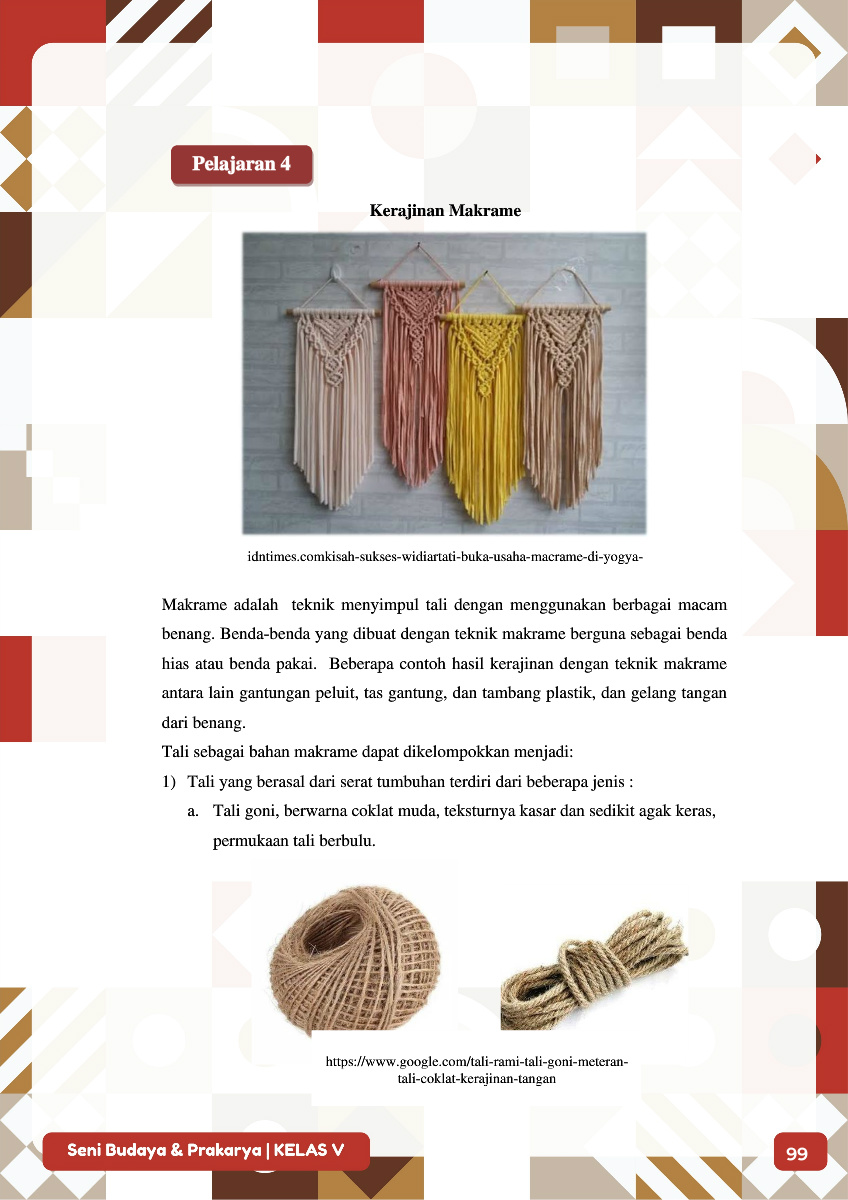 Pelajaran 4
Kerajinan Makrame
idntimes.comkisah-sukses-widiartati-buka-usaha-macrame-di-yogya-
Makrame adalah  teknik menyimpul tali dengan menggunakan berbagai macam
benang. Benda-benda yang dibuat dengan teknik makrame berguna sebagai benda
hias atau benda pakai.  Beberapa contoh hasil kerajinan dengan teknik makrame
antara lain gantungan peluit, tas gantung, dan tambang plastik, dan gelang tangan
dari benang.
Tali sebagai bahan makrame dapat dikelompokkan menjadi:
1) Tali yang berasal dari serat tumbuhan terdiri dari beberapa jenis :
a. Tali goni, berwarna coklat muda, teksturnya kasar dan sedikit agak keras,
permukaan tali berbulu.
https://www.google.com/tali-rami-tali-goni-meteran-
tali-coklat-kerajinan-tangan
Seni Budaya & Prakarya | KELAS V
99